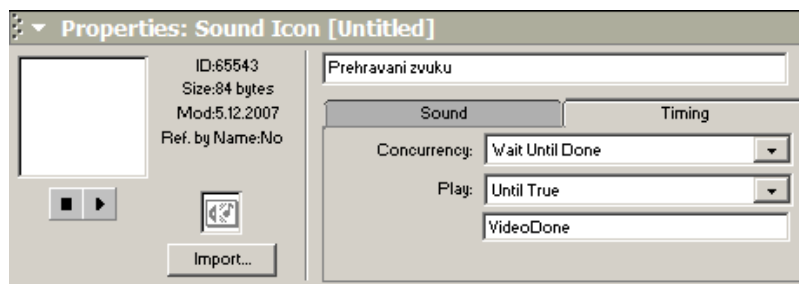 Properties: Sound Icon [Untitled]
ID:65543
Size:84 bytes
Mod:5.12.2007
Ref. by Name:No
Import...
Prehravani zvuku
Sound
Timing
Concurrency: Wait Until Done
Play: Until True
VideoDone